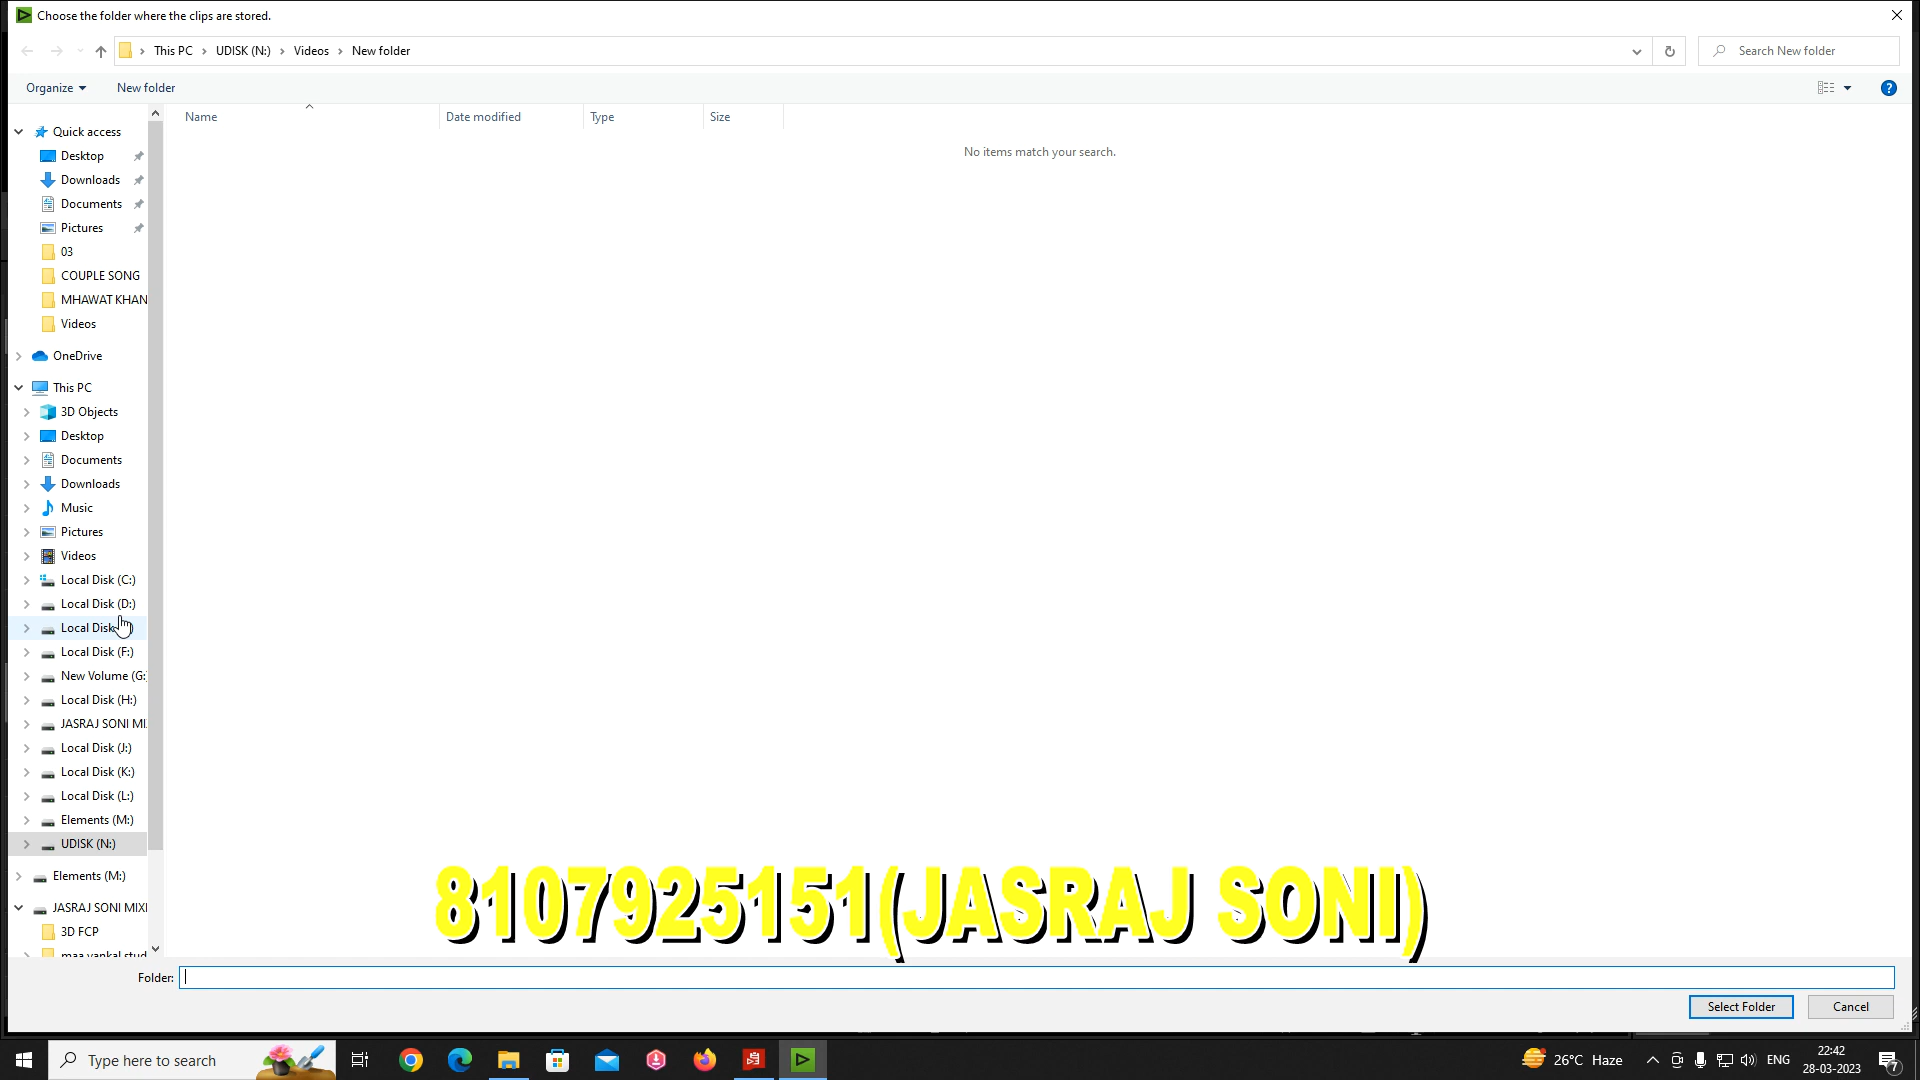 Choose the folder where the clips are stored.
This PC > UDISK (N:) > Videos > New folder
Search New folder
Organize
New folder
Name
Date modified
Type
Size
No items match your search.
Quick access
Desktop
Downloads
Documents
Pictures
03
COUPLE SONG
MHAWAT KHAN
Videos
OneDrive
This PC
3D Objects
Desktop
Documents
Downloads
Music
Pictures
Videos
Local Disk (C:)
Local Disk (D:)
Local Disk
Local Disk (F:)
New Volume (G:
Local Disk (H:)
JASRAJ SONI MI
Local Disk (J:)
Local Disk (K:)
Local Disk (L:)
Elements (M:)
UDISK (N:)
Elements (M:)
JASRAJ SONI MIX
3D FCP
8107925151(JASRAJ SONI)
Folder:
Select Folder
Cancel
Type here to search
26°C Haze
ENG
22:42
28-03-2023
7